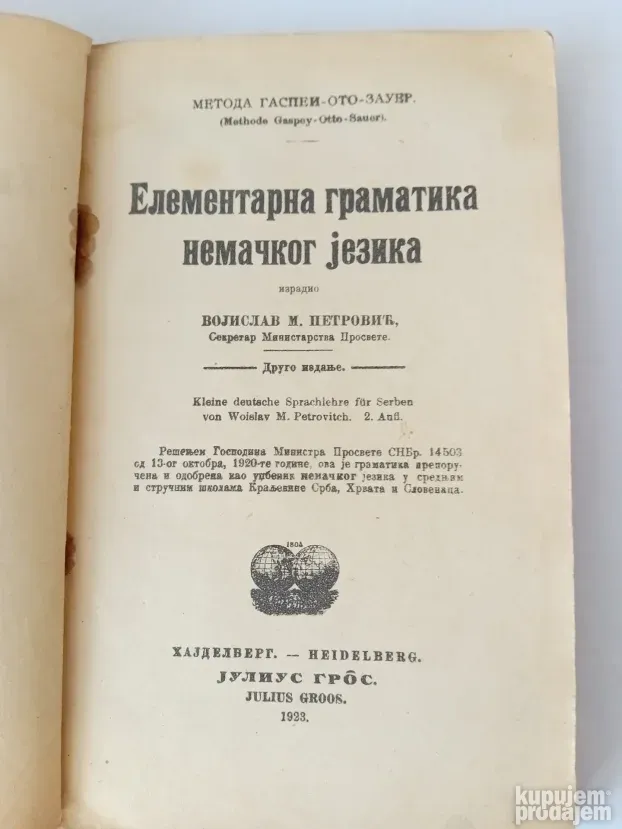 МЕТОДА ГАСПЕИ-ОТО-ЗАУЕР.
(Methode Gaspey-Otto-Sauer).
Елементарна граматика
немачког језика
израдио
ВОЈИСЛАВ М. ПЕТРОВИЋ,
Секретар Министарства Просвете.
Друго издање.
Kleine deutsche Sprachlehre für Serben
von Woislav M. Petrovitch. 2. Aufl.
Решењем Господина Министра Просвете СНБр. 14503
од 13-ог октобра, 1920-те године, ова је граматика препору-
чена и одобрена као уџбеник немачког језика у средњим
и стручним школама Краљевине Срба, Хрвата и Словенаца.
1804
ХАЈДЕЛБЕРГ. — HEIDELBERG.
ЈУЛИУС ГРОС.
JULIUS GROOS.
1923.
kupujem
prodajem